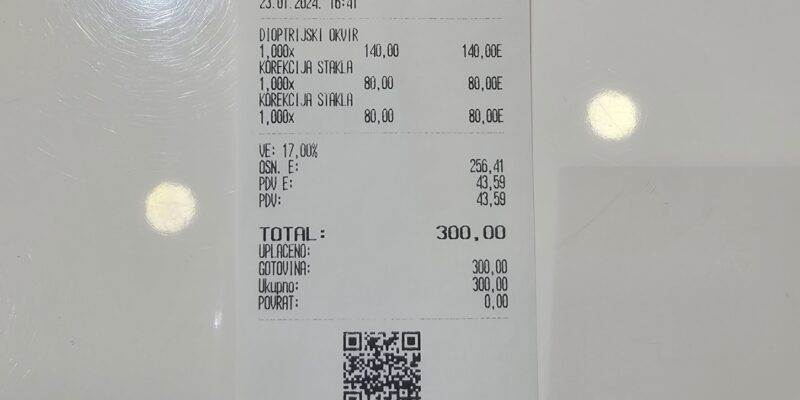 23.01.2024. 16:41
DIOPTRIJSKI OKVIR
1,000x 140,00 140,00E
KOREKCIJA STAKLA
1,000x 80,00 80,00E
KOREKCIJA STAKLA
1,000x 80,00 80,00E
VE: 17,00%
OSN. E: 256,41
PDV E: 43,59
PDV: 43,59
TOTAL: 300,00
UPLACENO:
GOTOVINA: 300,00
Ukupno: 300,00
POVRAT: 0,00